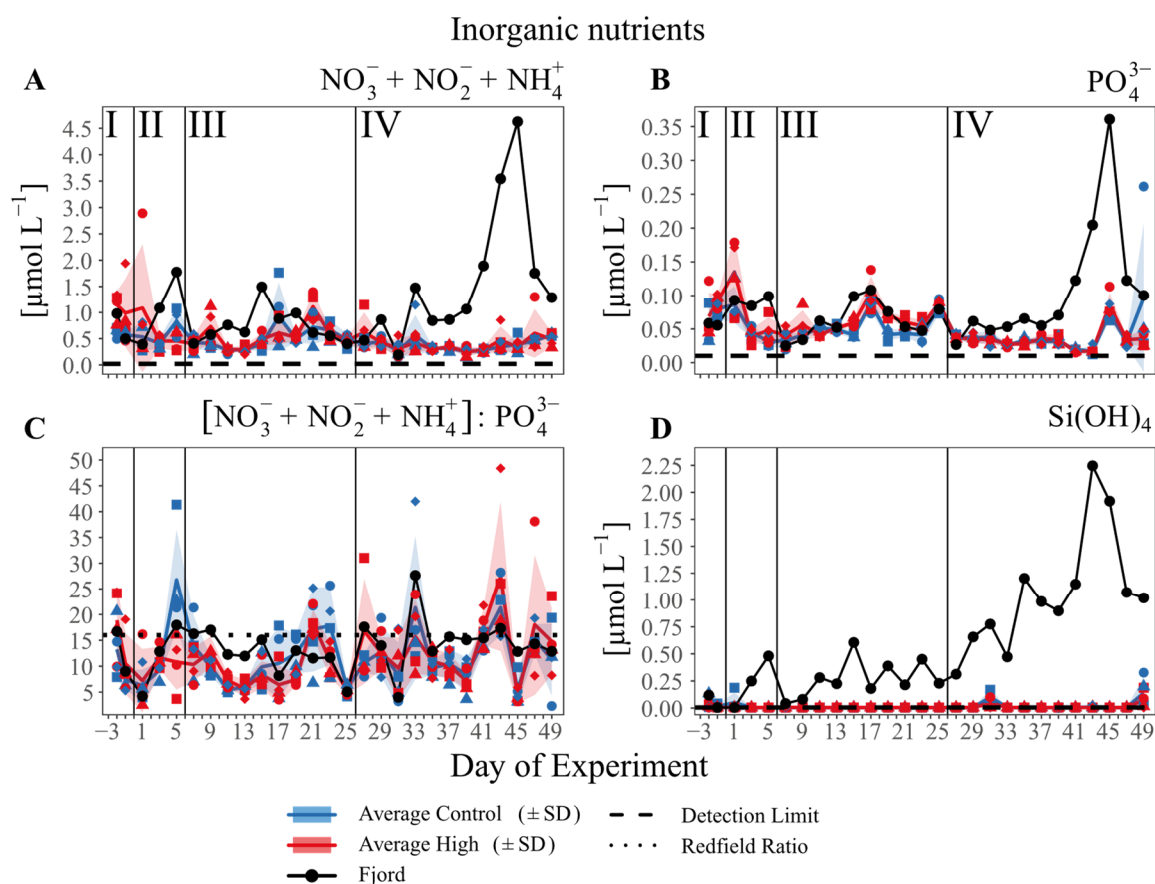 Inorganic nutrients
A
NO₃⁻ + NO₂⁻ + NH₄⁺
B
PO₄³⁻
I
II
III
IV
I
II
III
IV
[µmol L⁻¹]
4.5
4.0
3.5
3.0
2.5
2.0
1.5
1.0
0.5
0.0
[µmol L⁻¹]
0.35
0.30
0.25
0.20
0.15
0.10
0.05
0.00
C
[NO₃⁻ + NO₂⁻ + NH₄⁺] : PO₄³⁻
D
Si(OH)₄
50
45
40
35
30
25
20
15
10
5
[µmol L⁻¹]
2.25
2.00
1.75
1.50
1.25
1.00
0.75
0.50
0.25
0.00
−3 1 5 9 13 17 21 25 29 33 37 41 45 49
−3 1 5 9 13 17 21 25 29 33 37 41 45 49
Day of Experiment
Average Control (± SD)
Detection Limit
Average High (± SD)
Redfield Ratio
Fjord